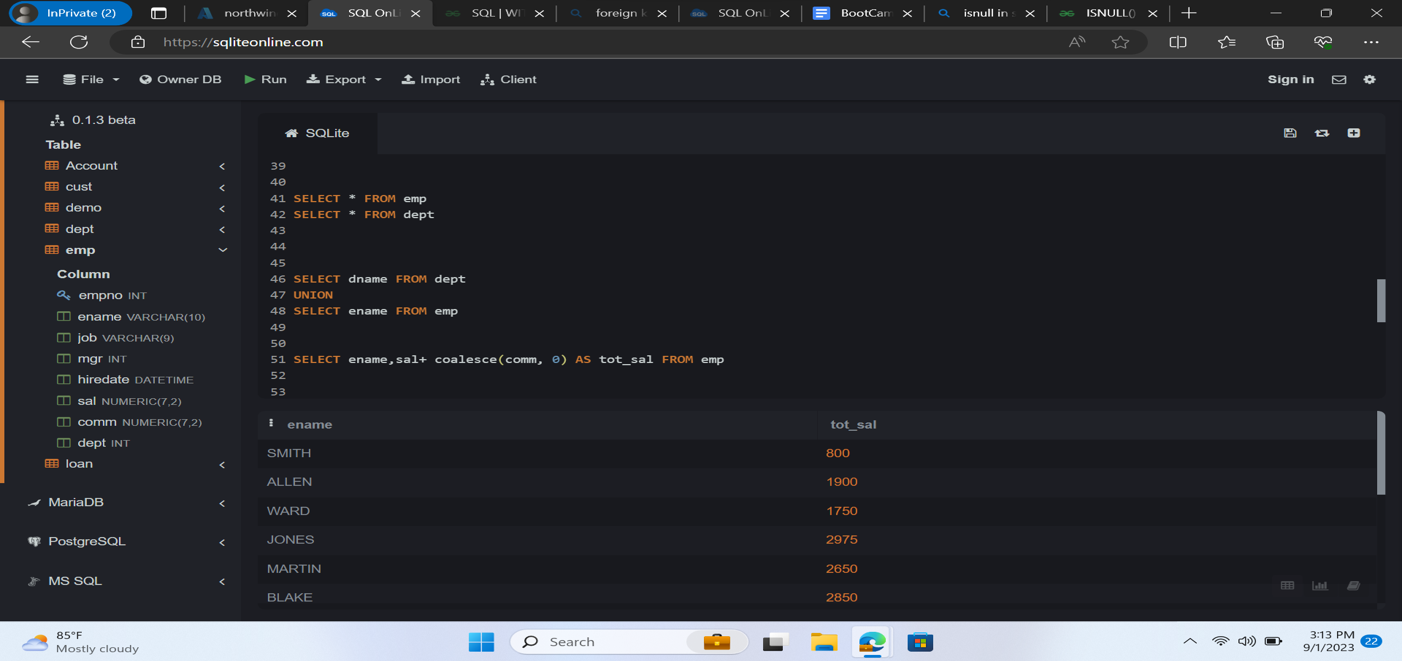 InPrivate (2)
northwin
SQL OnLi
SQL | WIT
foreign k
SQL OnL
BootCam
isnull in s
ISNULL()
https://sqliteonline.com
File
Owner DB
Run
Export
Import
Client
Sign in
0.1.3 beta
Table
Account
cust
demo
dept
emp
Column
empno INT
ename VARCHAR(10)
job VARCHAR(9)
mgr INT
hiredate DATETIME
sal NUMERIC(7,2)
comm NUMERIC(7,2)
dept INT
loan
MariaDB
PostgreSQL
MS SQL
SQLite
39
40
41 SELECT * FROM emp
42 SELECT * FROM dept
43
44
45
46 SELECT dname FROM dept
47 UNION
48 SELECT ename FROM emp
49
50
51 SELECT ename,sal+ coalesce(comm, 0) AS tot_sal FROM emp
52
53
ename tot_sal
SMITH 800
ALLEN 1900
WARD 1750
JONES 2975
MARTIN 2650
BLAKE 2850
85°F
Mostly cloudy
Search
3:13 PM
9/1/2023
22